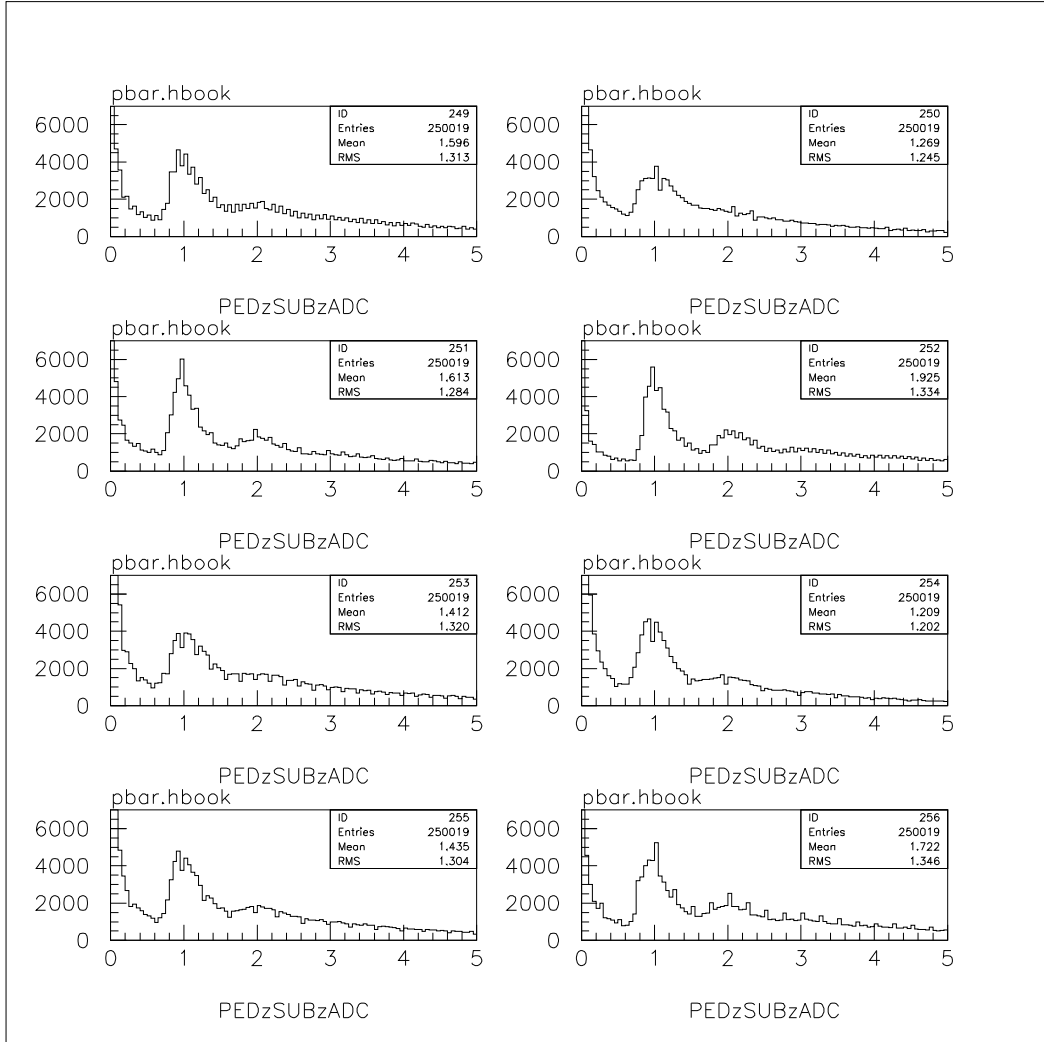 pbar.hbook
ID 249
Entries 250019
Mean 1.596
RMS 1.313
6000
4000
2000
0
0 1 2 3 4 5
PEDzSUBzADC
pbar.hbook
ID 250
Entries 250019
Mean 1.269
RMS 1.245
6000
4000
2000
0
0 1 2 3 4 5
PEDzSUBzADC
pbar.hbook
ID 251
Entries 250019
Mean 1.613
RMS 1.284
6000
4000
2000
0
0 1 2 3 4 5
PEDzSUBzADC
pbar.hbook
ID 252
Entries 250019
Mean 1.925
RMS 1.334
6000
4000
2000
0
0 1 2 3 4 5
PEDzSUBzADC
pbar.hbook
ID 253
Entries 250019
Mean 1.412
RMS 1.320
6000
4000
2000
0
0 1 2 3 4 5
PEDzSUBzADC
pbar.hbook
ID 254
Entries 250019
Mean 1.209
RMS 1.202
6000
4000
2000
0
0 1 2 3 4 5
PEDzSUBzADC
pbar.hbook
ID 255
Entries 250019
Mean 1.435
RMS 1.304
6000
4000
2000
0
0 1 2 3 4 5
PEDzSUBzADC
pbar.hbook
ID 256
Entries 250019
Mean 1.722
RMS 1.346
6000
4000
2000
0
0 1 2 3 4 5
PEDzSUBzADC